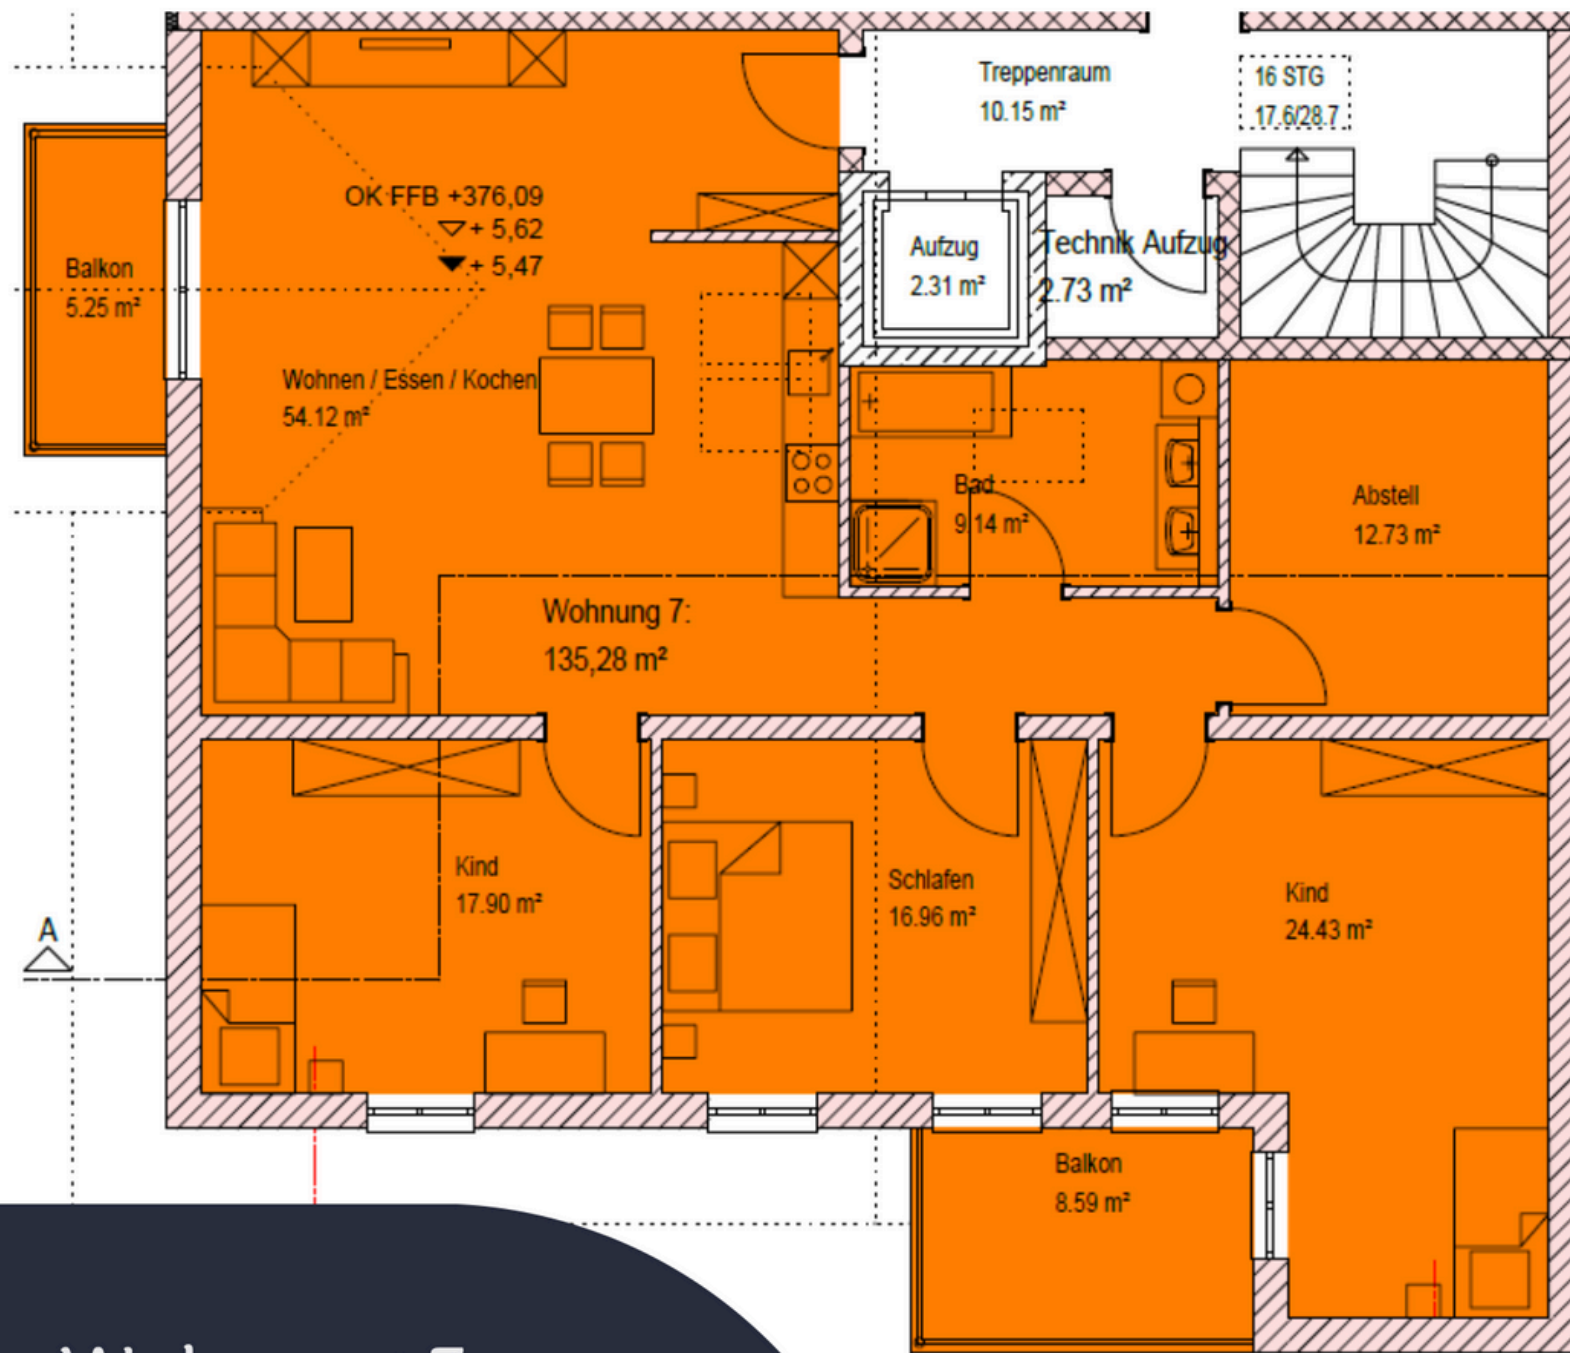 Treppenraum
10.15 m²
16 STG
17.6/28.7
OK FFB +376,09
+ 5,62
+ 5,47
Balkon
5.25 m²
Aufzug
2.31 m²
Technik Aufzug
2.73 m²
Wohnen / Essen / Kochen
54.12 m²
Bad
9.14 m²
Abstell
12.73 m²
Wohnung 7:
135,28 m²
Kind
17.90 m²
Schlafen
16.96 m²
Kind
24.43 m²
A
Balkon
8.59 m²